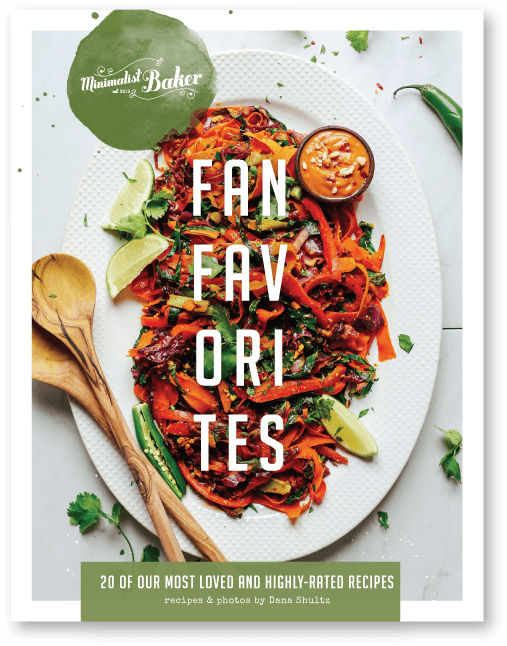 Minimalist Baker
est. 2012
FAN
FAV
ORI
TES
20 OF OUR MOST LOVED AND HIGHLY-RATED RECIPES
recipes & photos by Dana Shultz